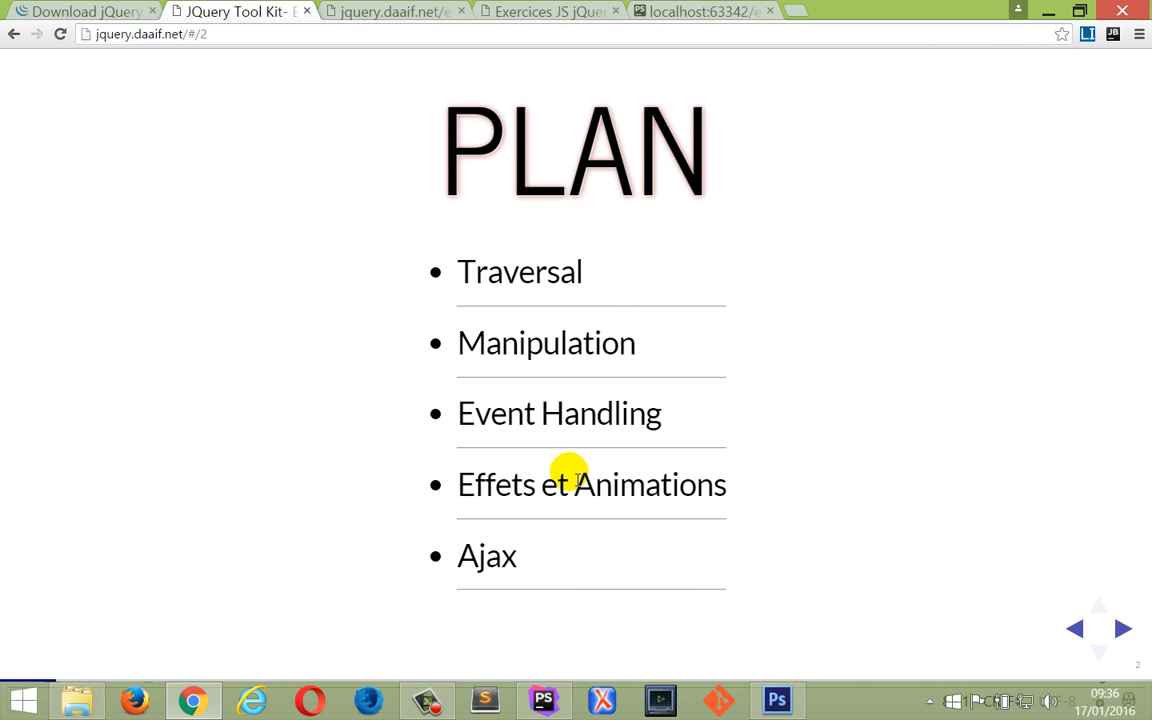 Download jQuery
JQuery Tool Kit- E
jquery.daaif.net/e
Exercices JS jQue
localhost:63342/e
jquery.daaif.net/#/2
PLAN
Traversal
Manipulation
Event Handling
Effets et Animations
Ajax
2
09:36
17/01/2016